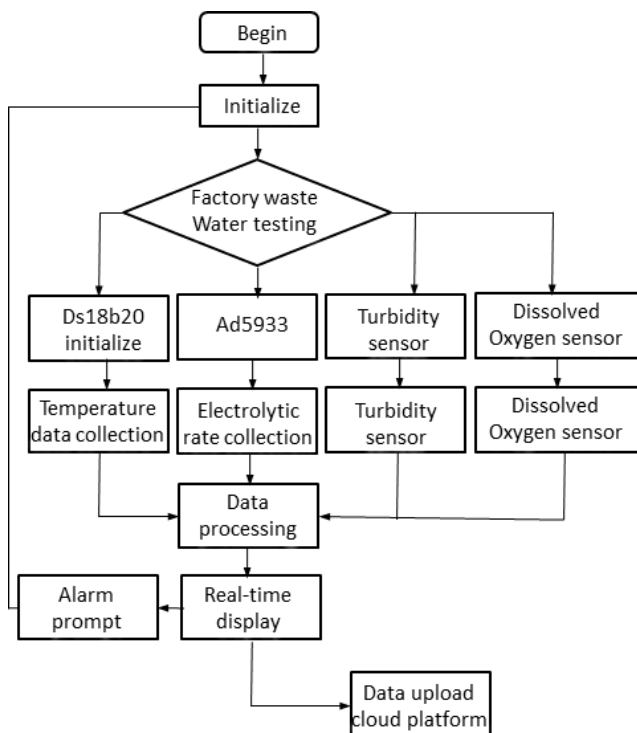 Begin
Initialize
Factory waste
Water testing
Ds18b20
initialize
Ad5933
Turbidity
sensor
Dissolved
Oxygen sensor
Temperature
data collection
Electrolytic
rate collection
Turbidity
sensor
Dissolved
Oxygen sensor
Data
processing
Alarm
prompt
Real-time
display
Data upload
cloud platform